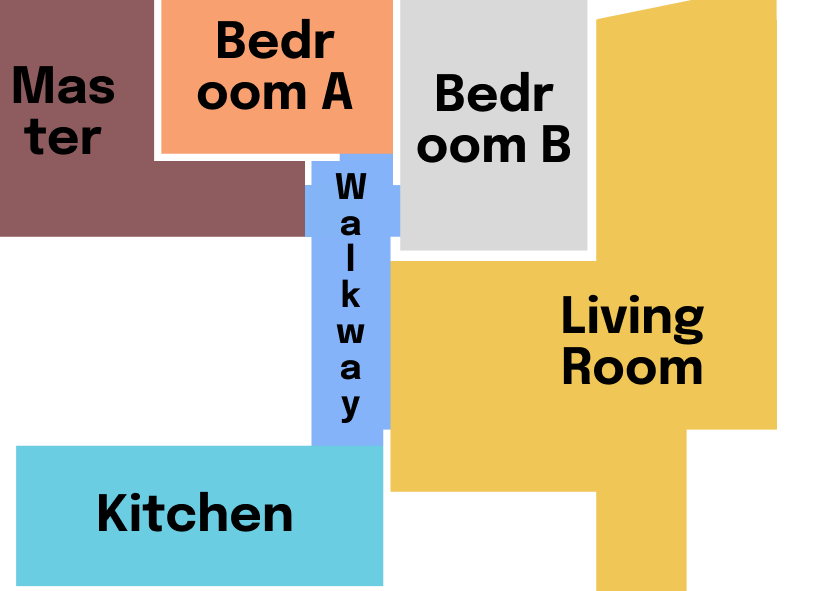 Mas
ter
Bedr
oom A
Bedr
oom B
W
a
l
k
w
a
y
Living
Room
Kitchen